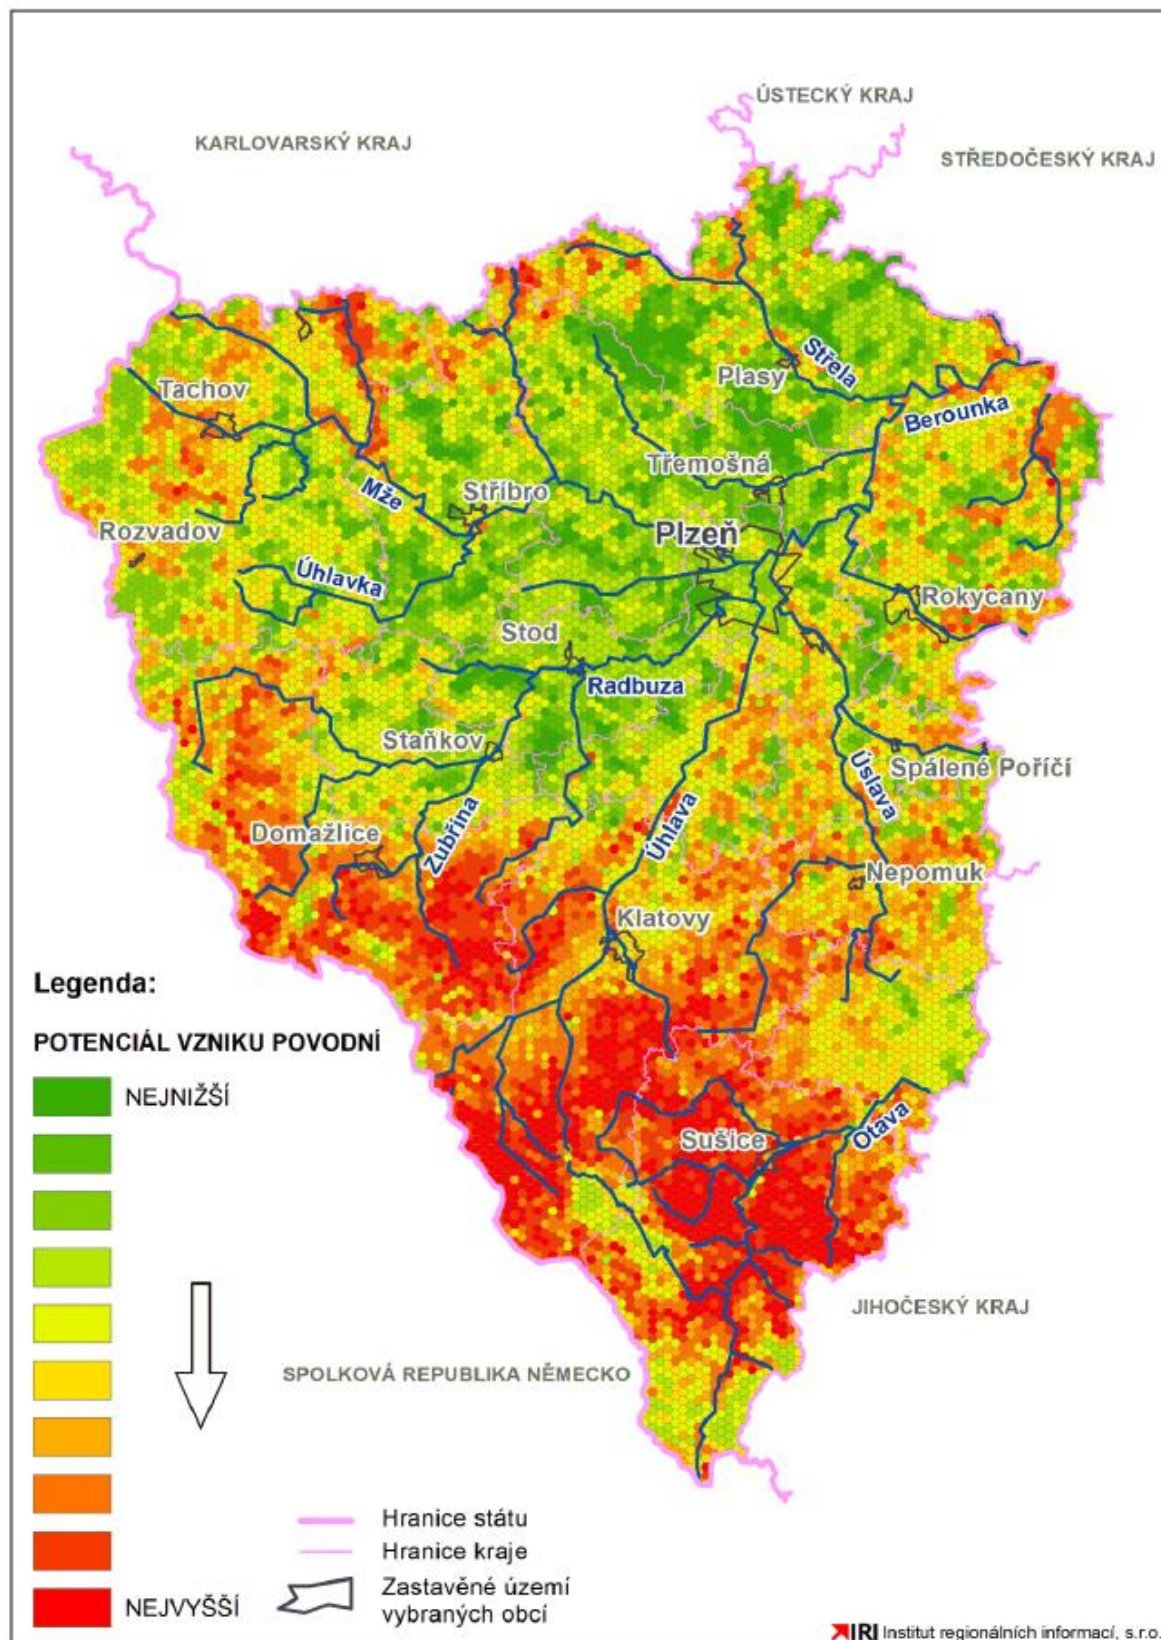 ÚSTECKÝ KRAJ
KARLOVARSKÝ KRAJ
STŘEDOČESKÝ KRAJ
Tachov
Plasy
Střela
Berounka
Třemošná
Mže
Stříbro
Rozvadov
Plzeň
Úhlavka
Rokycany
Stod
Radbuza
Staňkov
Spálené Poříčí
Úslava
Domažlice
Zubřina
Úhlava
Nepomuk
Klatovy
Sušice
Otava
JIHOČESKÝ KRAJ
SPOLKOVÁ REPUBLIKA NĚMECKO
Legenda:
POTENCIÁL VZNIKU POVODNÍ
NEJNIŽŠÍ
NEJVYŠŠÍ
Hranice státu
Hranice kraje
Zastavěné území
vybraných obcí
IRI Institut regionálních informací, s.r.o.